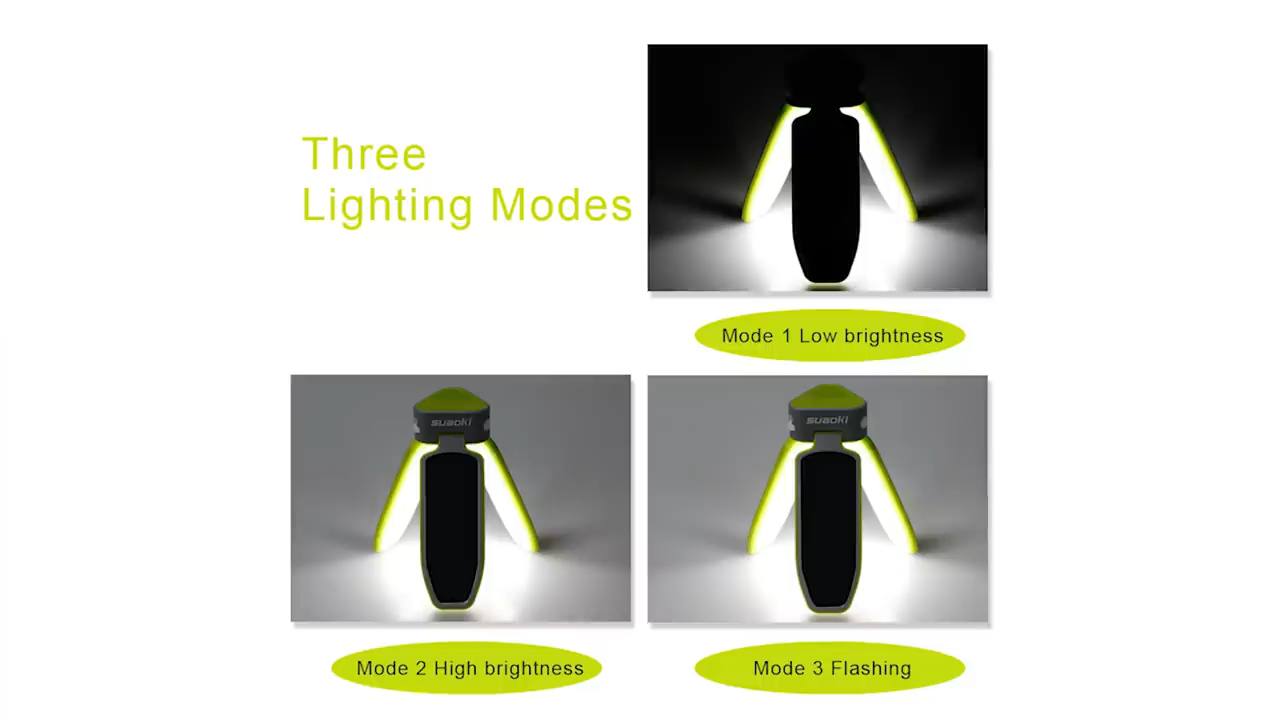 Three
Lighting Modes
Mode 1 Low brightness
suaoki
suaoki
Mode 2 High brightness
Mode 3 Flashing